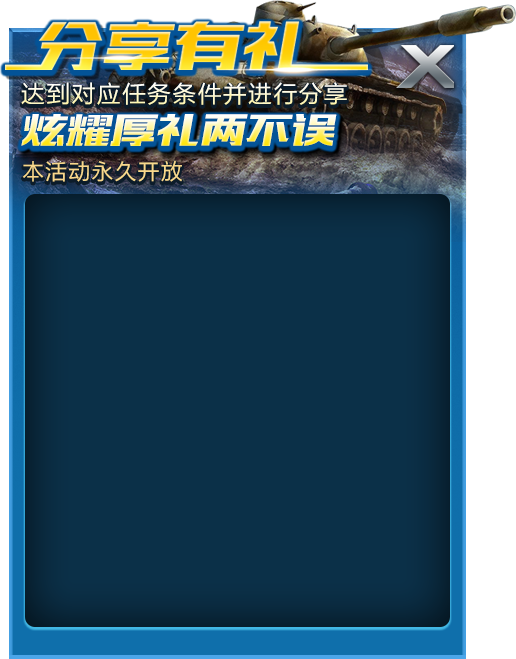 分享有礼
达到对应任务条件并进行分享
炫耀厚礼两不误
本活动永久开放